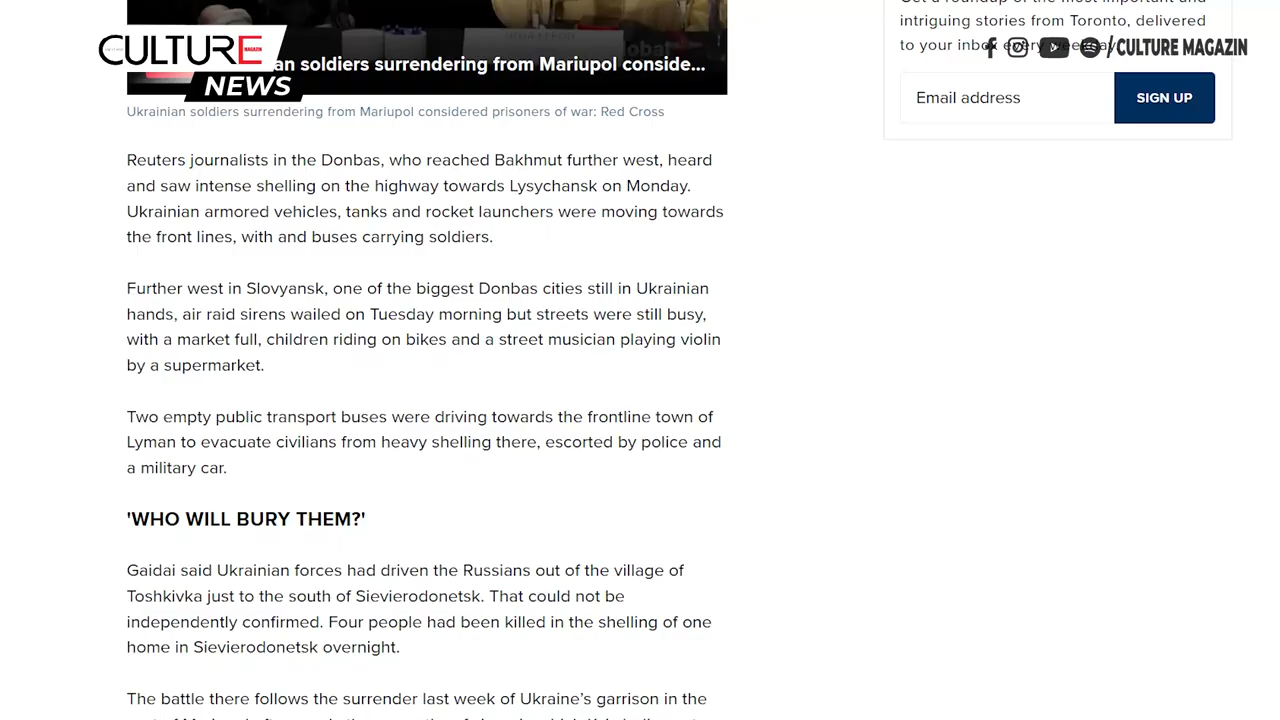 CULTURE
MAGAZIN
NEWS
an soldiers surrendering from Mariupol conside...
Ukrainian soldiers surrendering from Mariupol considered prisoners of war: Red Cross
Reuters journalists in the Donbas, who reached Bakhmut further west, heard
and saw intense shelling on the highway towards Lysychansk on Monday.
Ukrainian armored vehicles, tanks and rocket launchers were moving towards
the front lines, with and buses carrying soldiers.
Further west in Slovyansk, one of the biggest Donbas cities still in Ukrainian
hands, air raid sirens wailed on Tuesday morning but streets were still busy,
with a market full, children riding on bikes and a street musician playing violin
by a supermarket.
Two empty public transport buses were driving towards the frontline town of
Lyman to evacuate civilians from heavy shelling there, escorted by police and
a military car.
'WHO WILL BURY THEM?'
Gaidai said Ukrainian forces had driven the Russians out of the village of
Toshkivka just to the south of Sievierodonetsk. That could not be
independently confirmed. Four people had been killed in the shelling of one
home in Sievierodonetsk overnight.
The battle there follows the surrender last week of Ukraine's garrison in the
intriguing stories from Toronto, delivered
to your inbox every weekday
/CULTURE MAGAZIN
Email address
SIGN UP